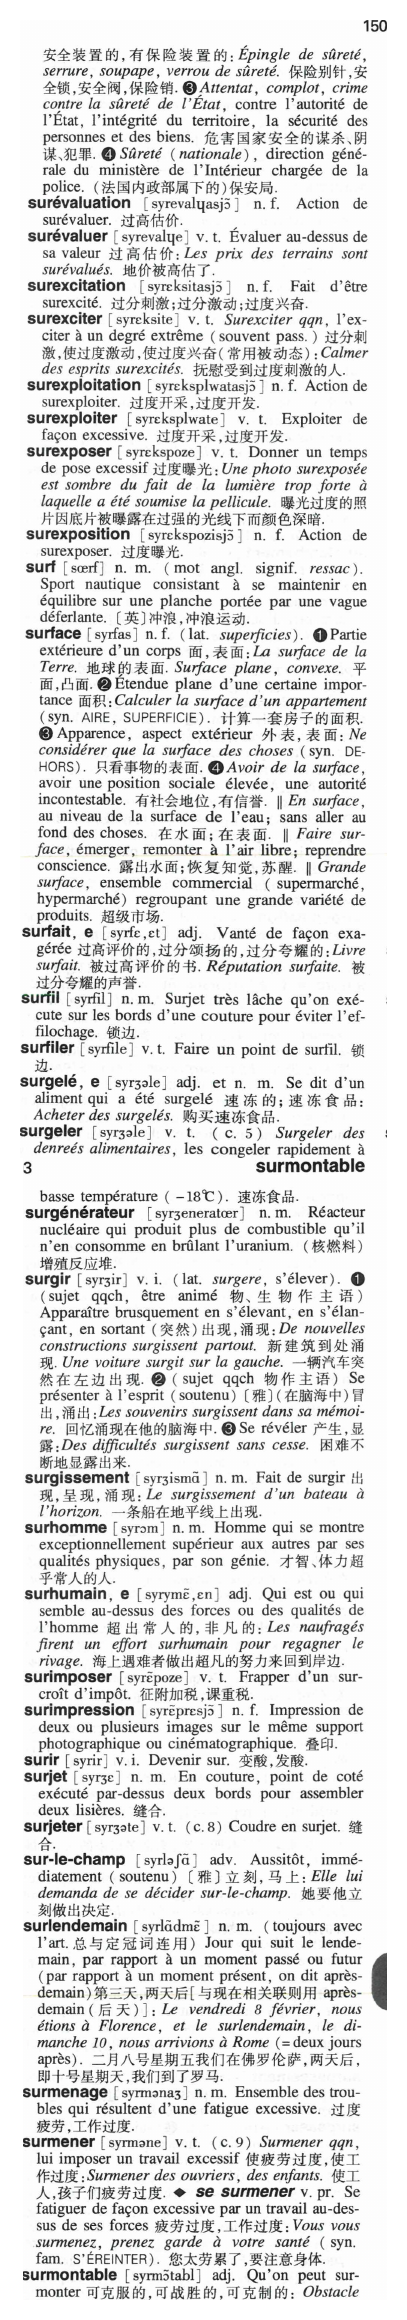 150
安全装置的,有保险装置的: Épingle de sûreté,
serrure, soupape, verrou de sûreté. 保险别针,安
全锁,安全阀,保险销. ❸ Attentat, complot, crime
contre la sûreté de l'État, contre l'autorité de
l'État, l'intégrité du territoire, la sécurité des
personnes et des biens. 危害国家安全的谋杀、阴
谋、犯罪. ❹ Sûreté (nationale), direction géné-
rale du ministère de l'Intérieur chargée de la
police. (法国内政部属下的)保安局.
surévaluation [syrevalɥasjɔ̃] n. f. Action de
surévaluer. 过高估价.
surévaluer [syrevalɥe] v. t. Évaluer au-dessus de
sa valeur 过高估价: Les prix des terrains sont
surévalués. 地价被高估了.
surexcitation [syrɛksitasjɔ̃] n. f. Fait d'être
surexcité. 过分刺激;过分激动;过度兴奋.
surexciter [syrɛksite] v. t. Surexciter qqn, l'ex-
citer à un degré extrême (souvent pass.) 过分刺
激,使过度激动,使过度兴奋(常用被动态): Calmer
des esprits surexcités. 抚慰受到过度刺激的人.
surexploitation [syrɛksplwatasjɔ̃] n. f. Action de
surexploiter. 过度开采,过度开发.
surexploiter [syrɛksplwate] v. t. Exploiter de
façon excessive. 过度开采,过度开发.
surexposer [syrɛkspoze] v. t. Donner un temps
de pose excessif 过度曝光: Une photo surexposée
est sombre du fait de la lumière trop forte à
laquelle a été soumise la pellicule. 曝光过度的照
片因底片被曝露在过强的光线下而颜色深暗.
surexposition [syrɛkspozisjɔ̃] n. f. Action de
surexposer. 过度曝光.
surf [sœrf] n. m. (mot angl. signif. ressac).
Sport nautique consistant à se maintenir en
équilibre sur une planche portée par une vague
déferlante. 〔英〕冲浪,冲浪运动.
surface [syrfas] n. f. (lat. superficies). ❶ Partie
extérieure d'un corps 面,表面: La surface de la
Terre. 地球的表面. Surface plane, convexe. 平
面,凸面. ❷ Étendue plane d'une certaine impor-
tance 面积: Calculer la surface d'un appartement
(syn. AIRE, SUPERFICIE). 计算一套房子的面积.
❸ Apparence, aspect extérieur 外表,表面: Ne
considérer que la surface des choses (syn. DE-
HORS). 只看事物的表面. ❹ Avoir de la surface,
avoir une position sociale élevée, une autorité
incontestable. 有社会地位,有信誉. ‖ En surface,
au niveau de la surface de l'eau; sans aller au
fond des choses. 在水面;在表面. ‖ Faire sur-
face, émerger, remonter à l'air libre; reprendre
conscience. 露出水面;恢复知觉,苏醒. ‖ Grande
surface, ensemble commercial (supermarché,
hypermarché) regroupant une grande variété de
produits. 超级市场.
surfait, e [syrfɛ,ɛt] adj. Vanté de façon exa-
gérée 过高评价的,过分颂扬的,过分夸耀的: Livre
surfait. 被过高评价的书. Réputation surfaite. 被
过分夸耀的声誉.
surfil [syrfil] n. m. Surjet très lâche qu'on exé-
cute sur les bords d'une couture pour éviter l'ef-
filochage. 锁边.
surfiler [syrfile] v. t. Faire un point de surfil. 锁
边.
surgelé, e [syrʒəle] adj. et n. m. Se dit d'un
aliment qui a été surgelé 速冻的;速冻食品:
Acheter des surgelés. 购买速冻食品.
surgeler [syrʒəle] v. t. (c. 5) Surgeler des
denreés alimentaires, les congeler rapidement à
3 surmontable
basse température (-18℃). 速冻食品.
surgénérateur [syrʒeneratœr] n. m. Réacteur
nucléaire qui produit plus de combustible qu'il
n'en consomme en brûlant l'uranium. (核燃料)
增殖反应堆.
surgir [syrʒir] v. i. (lat. surgere, s'élever). ❶
(sujet qqch, être animé 物、生物作主语)
Apparaître brusquement en s'élevant, en s'élan-
çant, en sortant (突然)出现,涌现: De nouvelles
constructions surgissent partout. 新建筑到处涌
现. Une voiture surgit sur la gauche. 一辆汽车突
然在左边出现. ❷ (sujet qqch 物作主语) Se
présenter à l'esprit (soutenu)〔雅〕(在脑海中)冒
出,涌出: Les souvenirs surgissent dans sa mémoi-
re. 回忆涌现在他的脑海中. ❸ Se révéler 产生,显
露: Des difficultés surgissent sans cesse. 困难不
断地显露出来.
surgissement [syrʒismɑ̃] n. m. Fait de surgir 出
现,呈现,涌现: Le surgissement d'un bateau à
l'horizon. 一条船在地平线上出现.
surhomme [syrɔm] n. m. Homme qui se montre
exceptionnellement supérieur aux autres par ses
qualités physiques, par son génie. 才智、体力超
乎常人的人.
surhumain, e [syrymɛ̃,ɛn] adj. Qui est ou qui
semble au-dessus des forces ou des qualités de
l'homme 超出常人的,非凡的: Les naufragés
firent un effort surhumain pour regagner le
rivage. 海上遇难者做出超凡的努力来回到岸边.
surimposer [syrɛ̃poze] v. t. Frapper d'un sur-
croît d'impôt. 征附加税,课重税.
surimpression [syrɛ̃prɛsjɔ̃] n. f. Impression de
deux ou plusieurs images sur le même support
photographique ou cinématographique. 叠印.
surir [syrir] v. i. Devenir sur. 变酸,发酸.
surjet [syrʒɛ] n. m. En couture, point de coté
exécuté par-dessus deux bords pour assembler
deux lisières. 缝合.
surjeter [syrʒəte] v. t. (c. 8) Coudre en surjet. 缝
合.
sur-le-champ [syrləʃɑ̃] adv. Aussitôt, immé-
diatement (soutenu)〔雅〕立刻,马上: Elle lui
demanda de se décider sur-le-champ. 她要他立
刻做出决定.
surlendemain [syrlɑ̃dmɛ̃] n. m. (toujours avec
l'art. 总与定冠词连用) Jour qui suit le lende-
main, par rapport à un moment passé ou futur
(par rapport à un moment présent, on dit après-
demain)第三天,两天后[与现在相关联则用 après-
demain(后天)]: Le vendredi 8 février, nous
étions à Florence, et le surlendemain, le di-
manche 10, nous arrivions à Rome (= deux jours
après). 二月八号星期五我们在佛罗伦萨,两天后,
即十号星期天,我们到了罗马.
surmenage [syrmənaʒ] n. m. Ensemble des trou-
bles qui résultent d'une fatigue excessive. 过度
疲劳,工作过度.
surmener [syrməne] v. t. (c. 9) Surmener qqn,
lui imposer un travail excessif 使疲劳过度,使工
作过度: Surmener des ouvriers, des enfants. 使工
人,孩子们疲劳过度. ◆ se surmener v. pr. Se
fatiguer de façon excessive par un travail au-des-
sus de ses forces 疲劳过度,工作过度: Vous vous
surmenez, prenez garde à votre santé (syn.
fam. S'ÉREINTER). 您太劳累了,要注意身体.
surmontable [syrmɔ̃tabl] adj. Qu'on peut sur-
monter 可克服的,可战胜的,可克制的: Obstacle